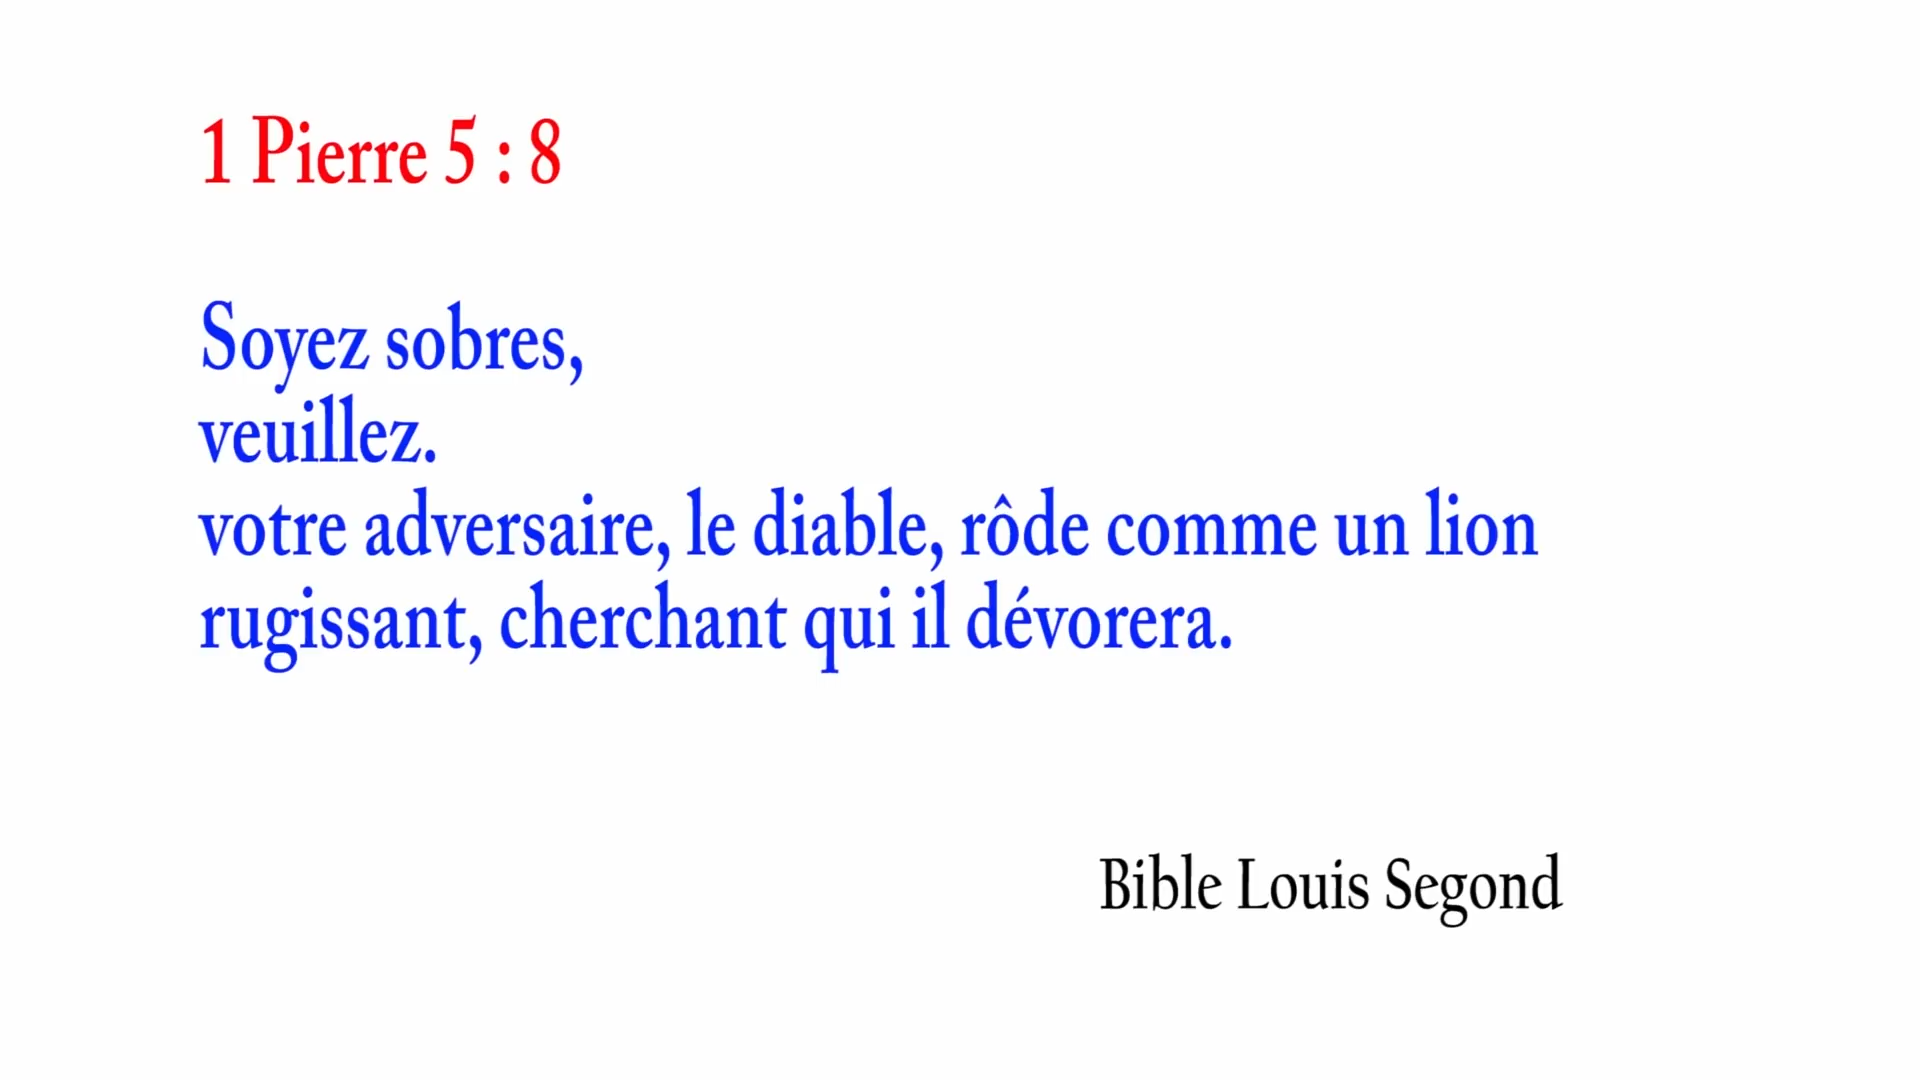 1 Pierre 5 : 8
Soyez sobres,
veuillez.
votre adversaire, le diable, rôde comme un lion
rugissant, cherchant qui il dévorera.
Bible Louis Segond